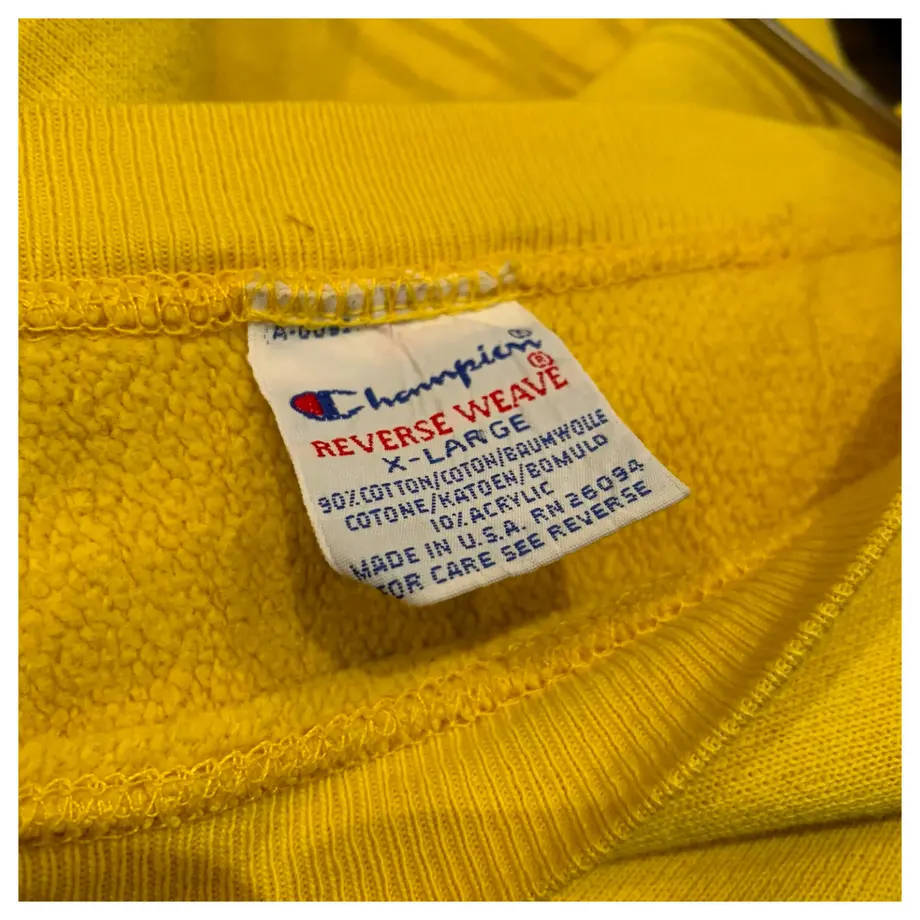 Champion®
REVERSE WEAVE®
X-LARGE
90% COTTON/COTON/BAUMWOLLE
COTONE/KATOEN/BOMULD
10% ACRYLIC
MADE IN U.S.A. RN 26094
FOR CARE SEE REVERSE